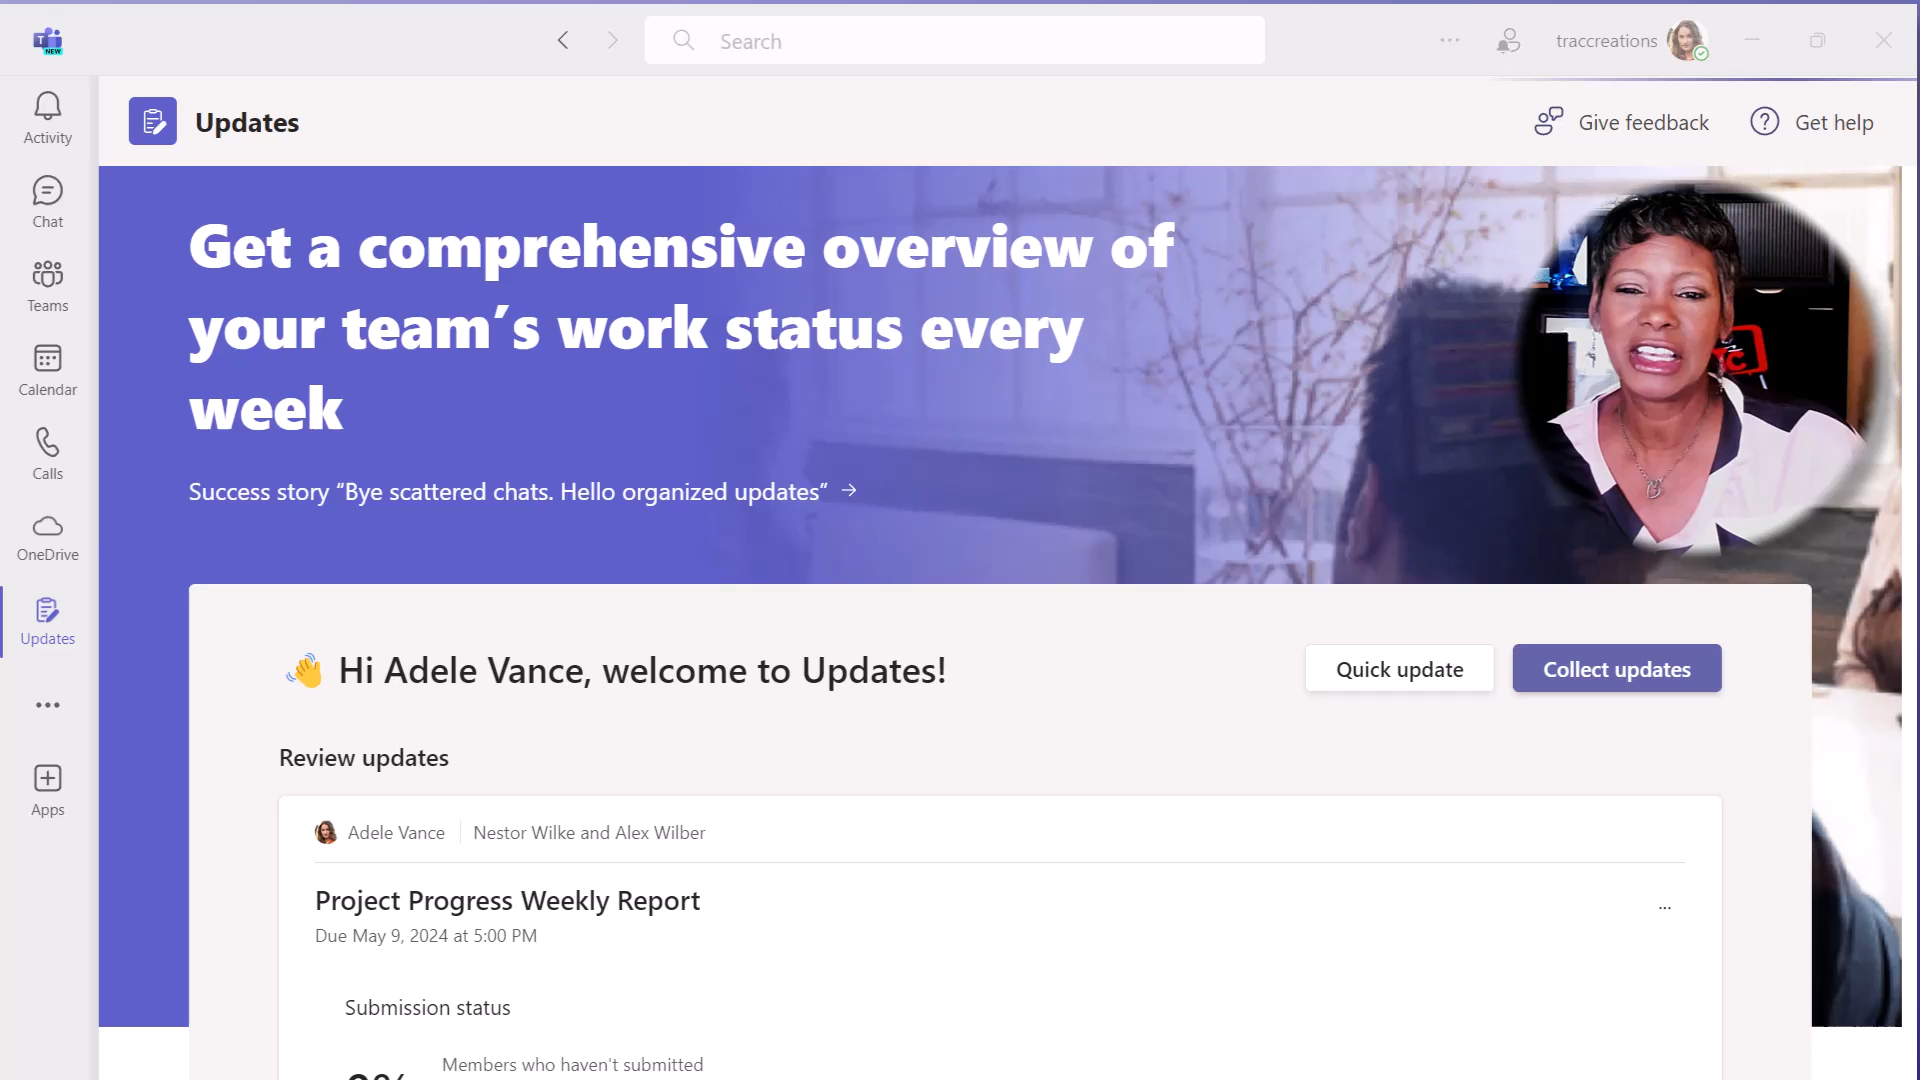 T NEW
Search
traccreations
Activity
Chat
Teams
Calendar
Calls
OneDrive
Updates
Apps
Updates
Give feedback
Get help
Get a comprehensive overview of
your team’s work status every
week
Success story “Bye scattered chats. Hello organized updates” →
Hi Adele Vance, welcome to Updates!
Quick update
Collect updates
Review updates
Adele Vance
Nestor Wilke and Alex Wilber
Project Progress Weekly Report
...
Due May 9, 2024 at 5:00 PM
Submission status
Members who haven't submitted